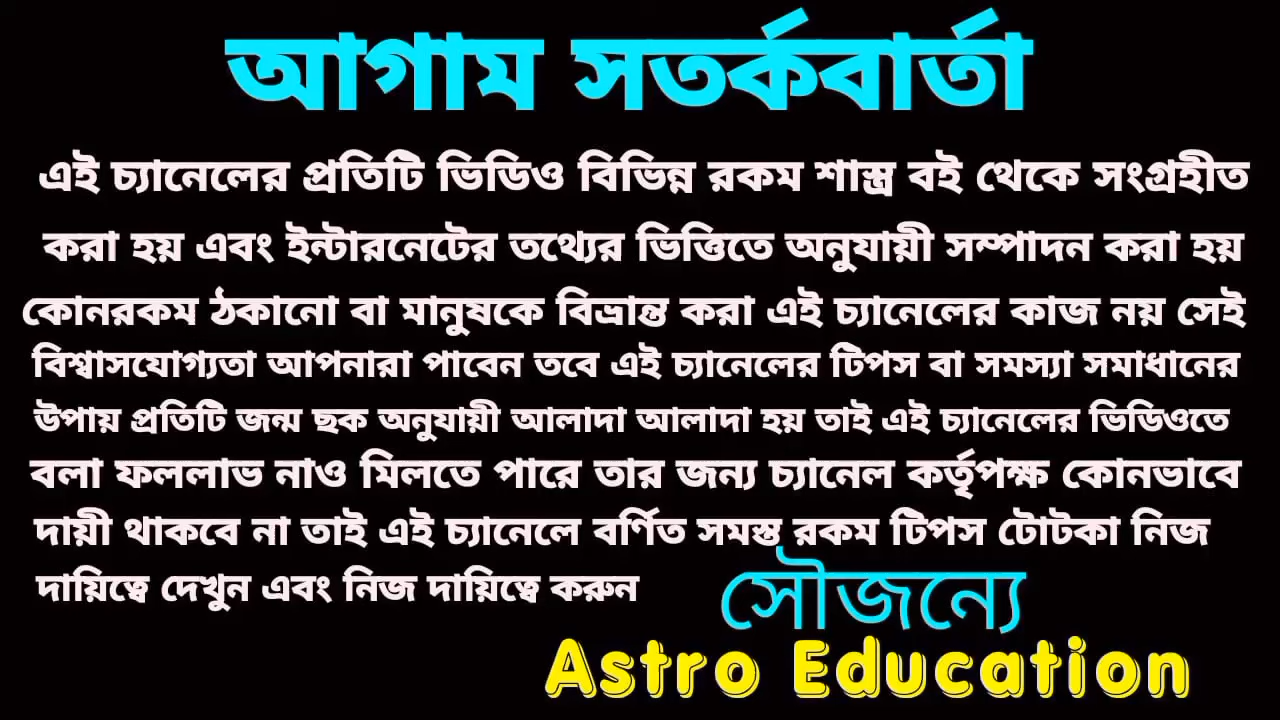 আগাম সতর্কবার্তা
এই চ্যানেলের প্রতিটি ভিডিও বিভিন্ন রকম শাস্ত্র বই থেকে সংগ্রহীত
করা হয় এবং ইন্টারনেটের তথ্যের ভিত্তিতে অনুযায়ী সম্পাদন করা হয়
কোনরকম ঠকানো বা মানুষকে বিভ্রান্ত করা এই চ্যানেলের কাজ নয় সেই
বিশ্বাসযোগ্যতা আপনারা পাবেন তবে এই চ্যানেলের টিপস বা সমস্যা সমাধানের
উপায় প্রতিটি জন্ম ছক অনুযায়ী আলাদা আলাদা হয় তাই এই চ্যানেলের ভিডিওতে
বলা ফললাভ নাও মিলতে পারে তার জন্য চ্যানেল কর্তৃপক্ষ কোনভাবে
দায়ী থাকবে না তাই এই চ্যানেলে বর্ণিত সমস্ত রকম টিপস টোটকা নিজ
দায়িত্বে দেখুন এবং নিজ দায়িত্বে করুন
সৌজন্যে
Astro Education